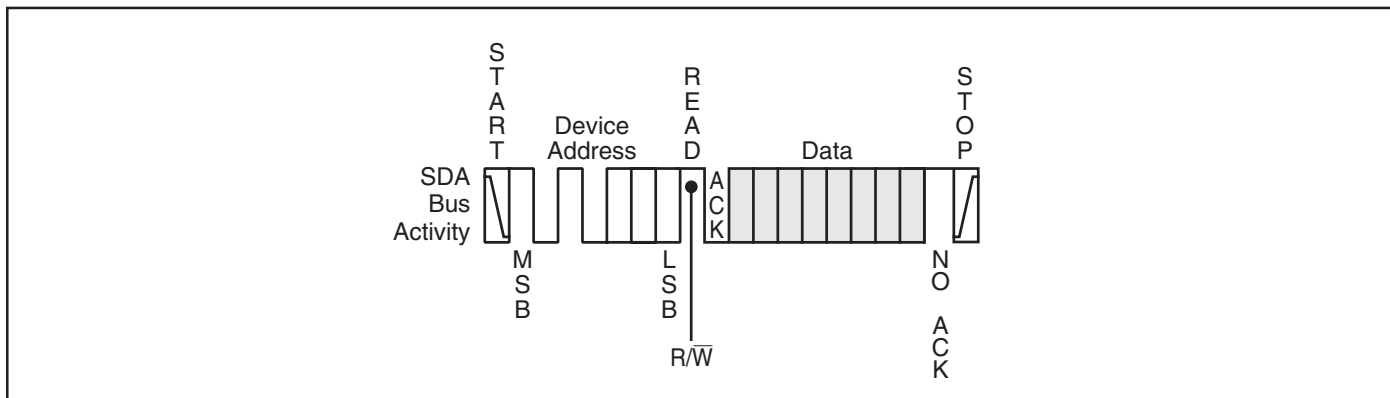 START
READ
STOP
Device
Address
Data
SDA
Bus
Activity
ACK
MSB
LSB
NO ACK
R/W̅